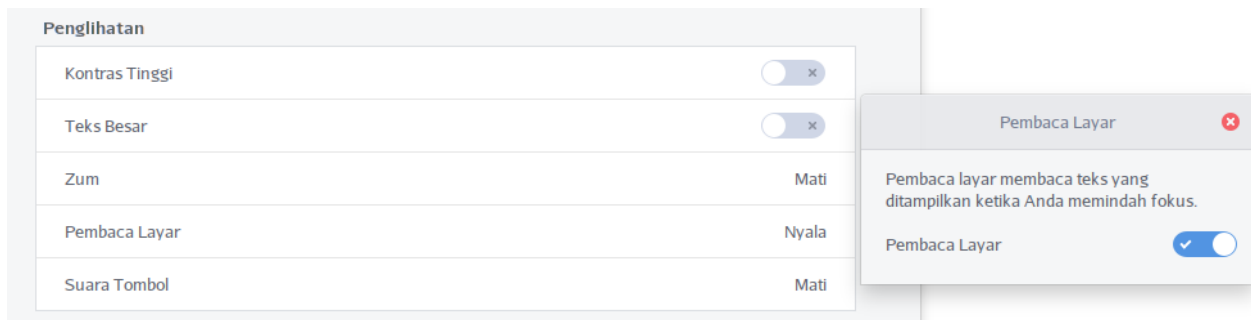 Penglihatan
Kontras Tinggi
Teks Besar
Zum Mati
Pembaca Layar Nyala
Suara Tombol Mati
Pembaca Layar
Pembaca layar membaca teks yang
ditampilkan ketika Anda memindah fokus.
Pembaca Layar